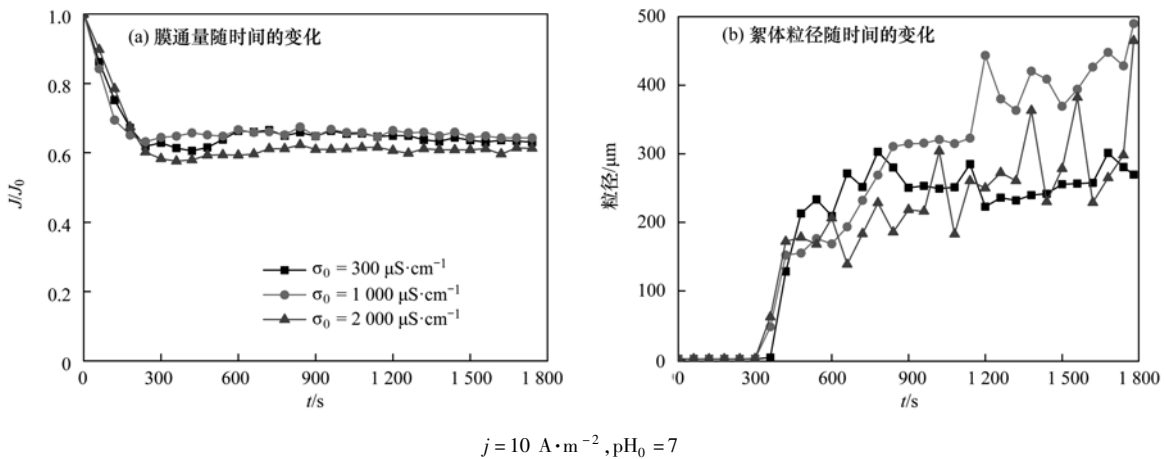 (a) 膜通量随时间的变化
1.0
0.8
0.6
0.4
0.2
0
J/J₀
σ₀ = 300 μS·cm⁻¹
σ₀ = 1 000 μS·cm⁻¹
σ₀ = 2 000 μS·cm⁻¹
0 300 600 900 1 200 1 500 1 800
t/s
(b) 絮体粒径随时间的变化
500
400
300
200
100
0
粒径/μm
0 300 600 900 1 200 1 500 1 800
t/s
j = 10 A·m⁻², pH₀ = 7